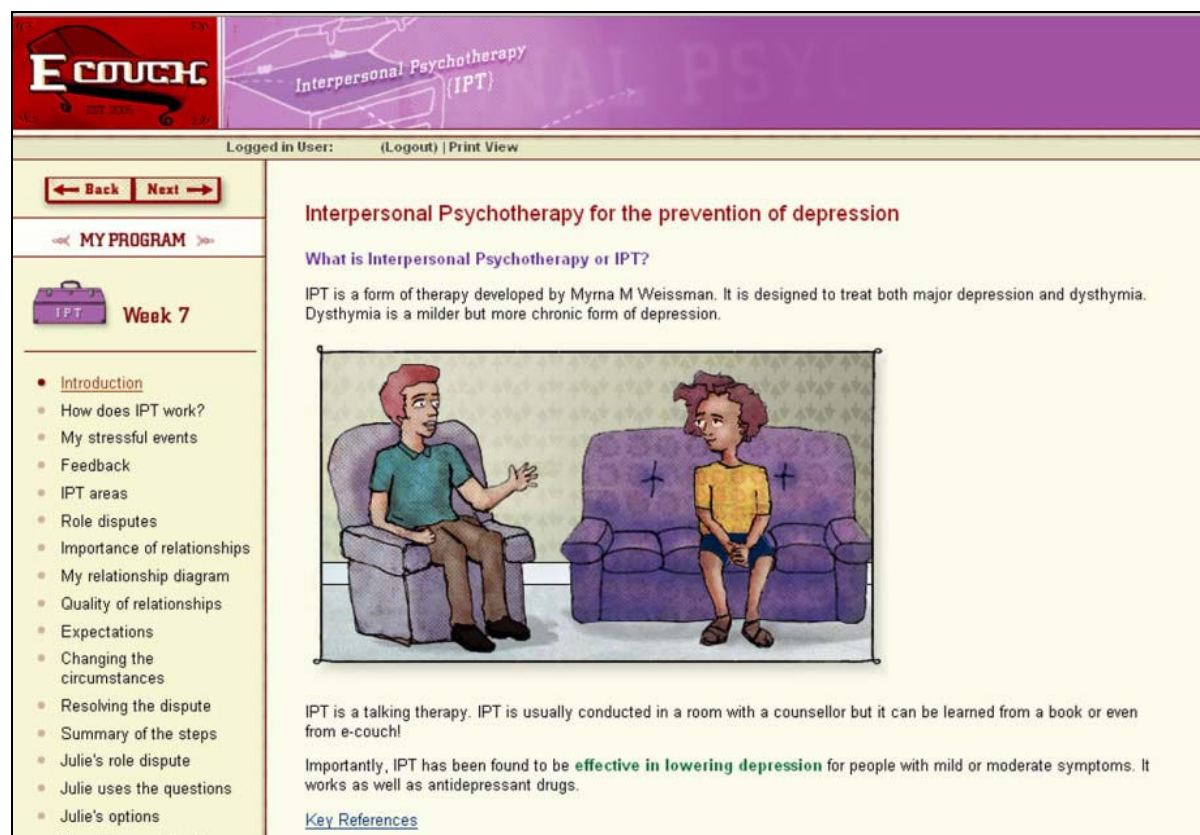 E COUCH
EST 2005
Interpersonal Psychotherapy
{IPT}
NAL PSYC
Logged in User: (Logout) | Print View
Back Next
MY PROGRAM
IPT
Week 7
Introduction
How does IPT work?
My stressful events
Feedback
IPT areas
Role disputes
Importance of relationships
My relationship diagram
Quality of relationships
Expectations
Changing the
circumstances
Resolving the dispute
Summary of the steps
Julie's role dispute
Julie uses the questions
Julie's options
Interpersonal Psychotherapy for the prevention of depression
What is Interpersonal Psychotherapy or IPT?
IPT is a form of therapy developed by Myrna M Weissman. It is designed to treat both major depression and dysthymia.
Dysthymia is a milder but more chronic form of depression.
IPT is a talking therapy. IPT is usually conducted in a room with a counsellor but it can be learned from a book or even
from e-couch!
Importantly, IPT has been found to be effective in lowering depression for people with mild or moderate symptoms. It
works as well as antidepressant drugs.
Key References